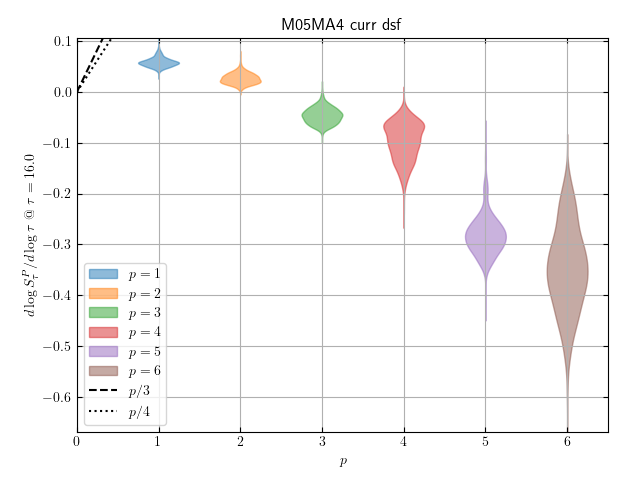 M05MA4 curr dsf
d log S_τ^P / d log τ @ τ = 16.0
0.1
0.0
−0.1
−0.2
−0.3
−0.4
−0.5
−0.6
p = 1
p = 2
p = 3
p = 4
p = 5
p = 6
p/3
p/4
0 1 2 3 4 5 6
p